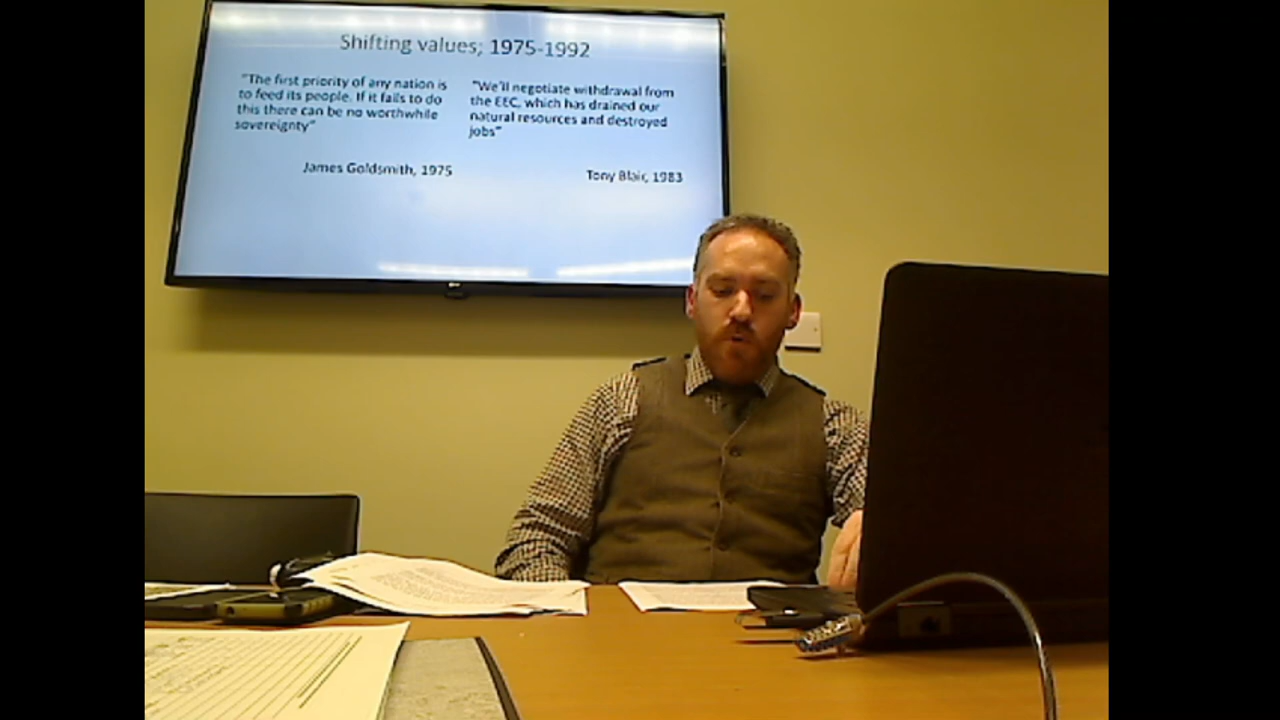 Shifting values; 1975-1992
"The first priority of any nation is
to feed its people. If it fails to do
this there can be no worthwhile
sovereignty"
James Goldsmith, 1975
"We'll negotiate withdrawal from
the EEC, which has drained our
natural resources and destroyed
jobs"
Tony Blair, 1983